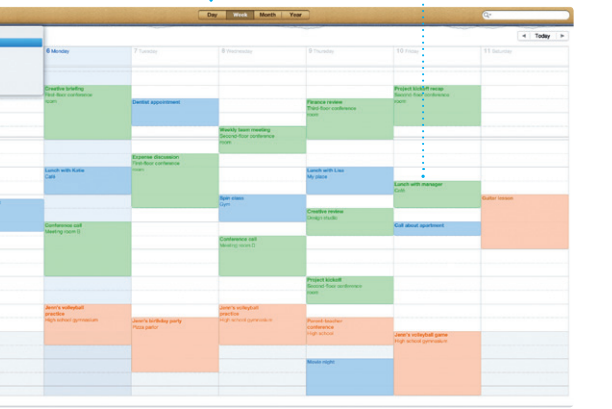 Day Week Month Year
Today
6 Monday
7 Tuesday
8 Wednesday
9 Thursday
10 Friday
11 Saturday
Creative briefing
First-floor conference
room
Lunch with Katie
Café
Conference call
Meeting room
Jenn's volleyball
practice
High school gymnasium
Dentist appointment
Expense discussion
First-floor conference
room
Jenn's birthday party
Pizza parlor
Weekly team meeting
Second-floor conference
room
Spin class
Gym
Conference call
Meeting room
Jenn's volleyball
practice
High school gymnasium
Finance review
Third-floor conference
room
Lunch with Lisa
My place
Creative review
Design studio
Project kickoff
Second-floor conference
room
Parent-teacher
conference
High school
Movie night
Project kickoff recap
Second-floor conference
room
Lunch with manager
Café
Call about apartment
Jenn's volleyball game
High school gymnasium
Guitar lesson